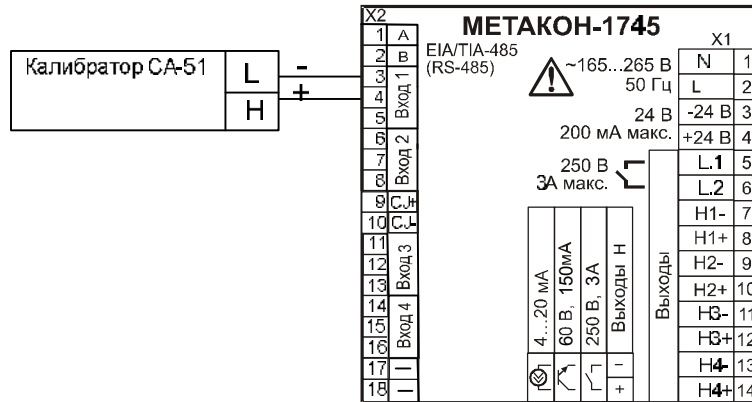 X2
МЕТАКОН-1745
X1
Калибратор СА-51
L
-
H
+
1 A
2 B
3
4
5
Вход 1
6
7
8
Вход 2
9 CJ+
10 CJ-
11
12
13
Вход 3
14
15
16
Вход 4
17 —
18 —
EIA/TIA-485
(RS-485)
~165...265 В
50 Гц
24 В
200 мА макс.
250 В
3А макс.
4...20 мА
60 В, 150мА
250 В, 3А
Выходы Н
−
+
Выходы
N 1
L 2
-24 В 3
+24 В 4
L.1 5
L.2 6
H1- 7
H1+ 8
H2- 9
H2+ 10
H3- 11
H3+ 12
H4- 13
H4+ 14